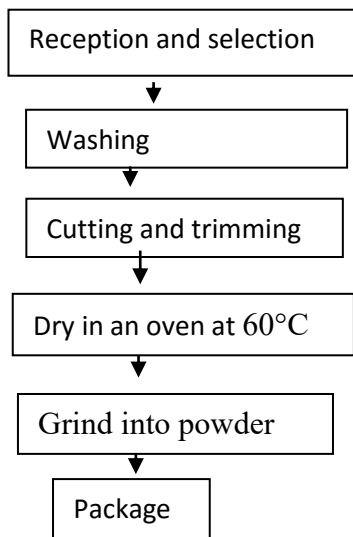 Reception and selection
Washing
Cutting and trimming
Dry in an oven at 60°C
Grind into powder
Package